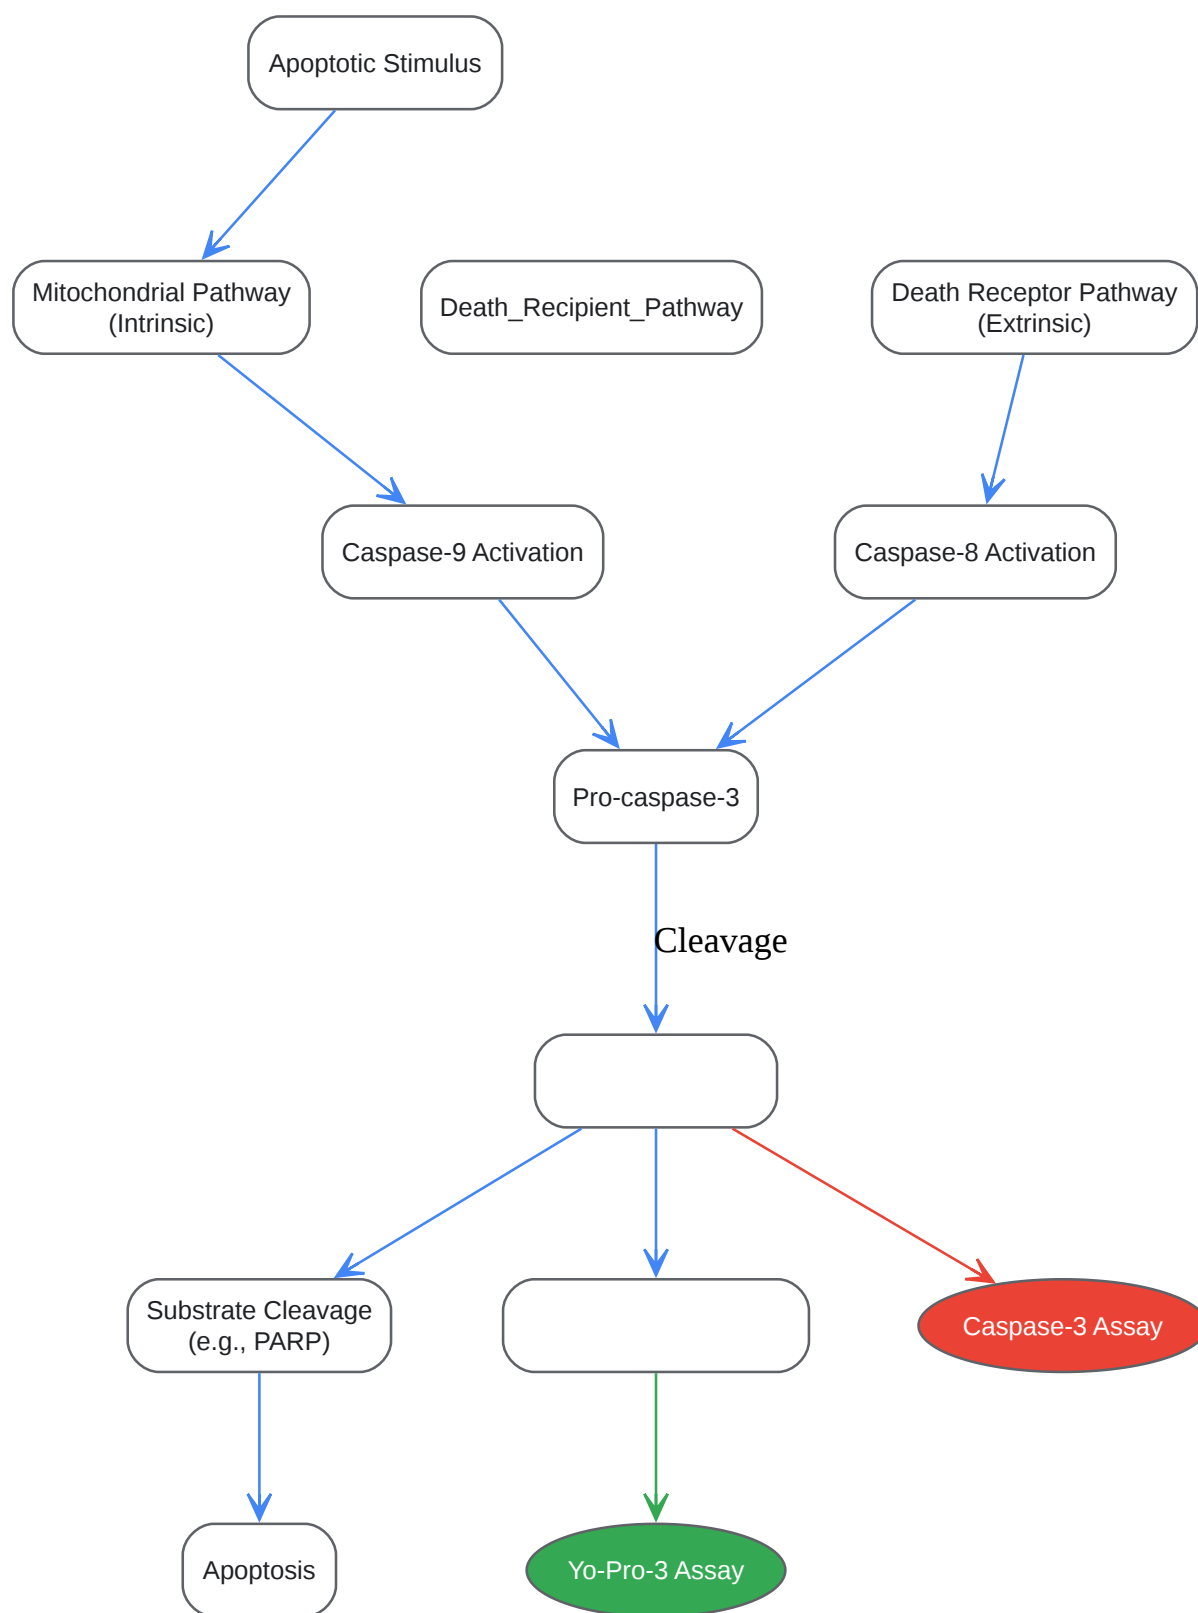 Apoptotic Stimulus
Mitochondrial Pathway
(Intrinsic)
Death_Recipient_Pathway
Death Receptor Pathway
(Extrinsic)
Caspase-9 Activation
Caspase-8 Activation
Pro-caspase-3
Cleavage
Substrate Cleavage
(e.g., PARP)
Caspase-3 Assay
Apoptosis
Yo-Pro-3 Assay